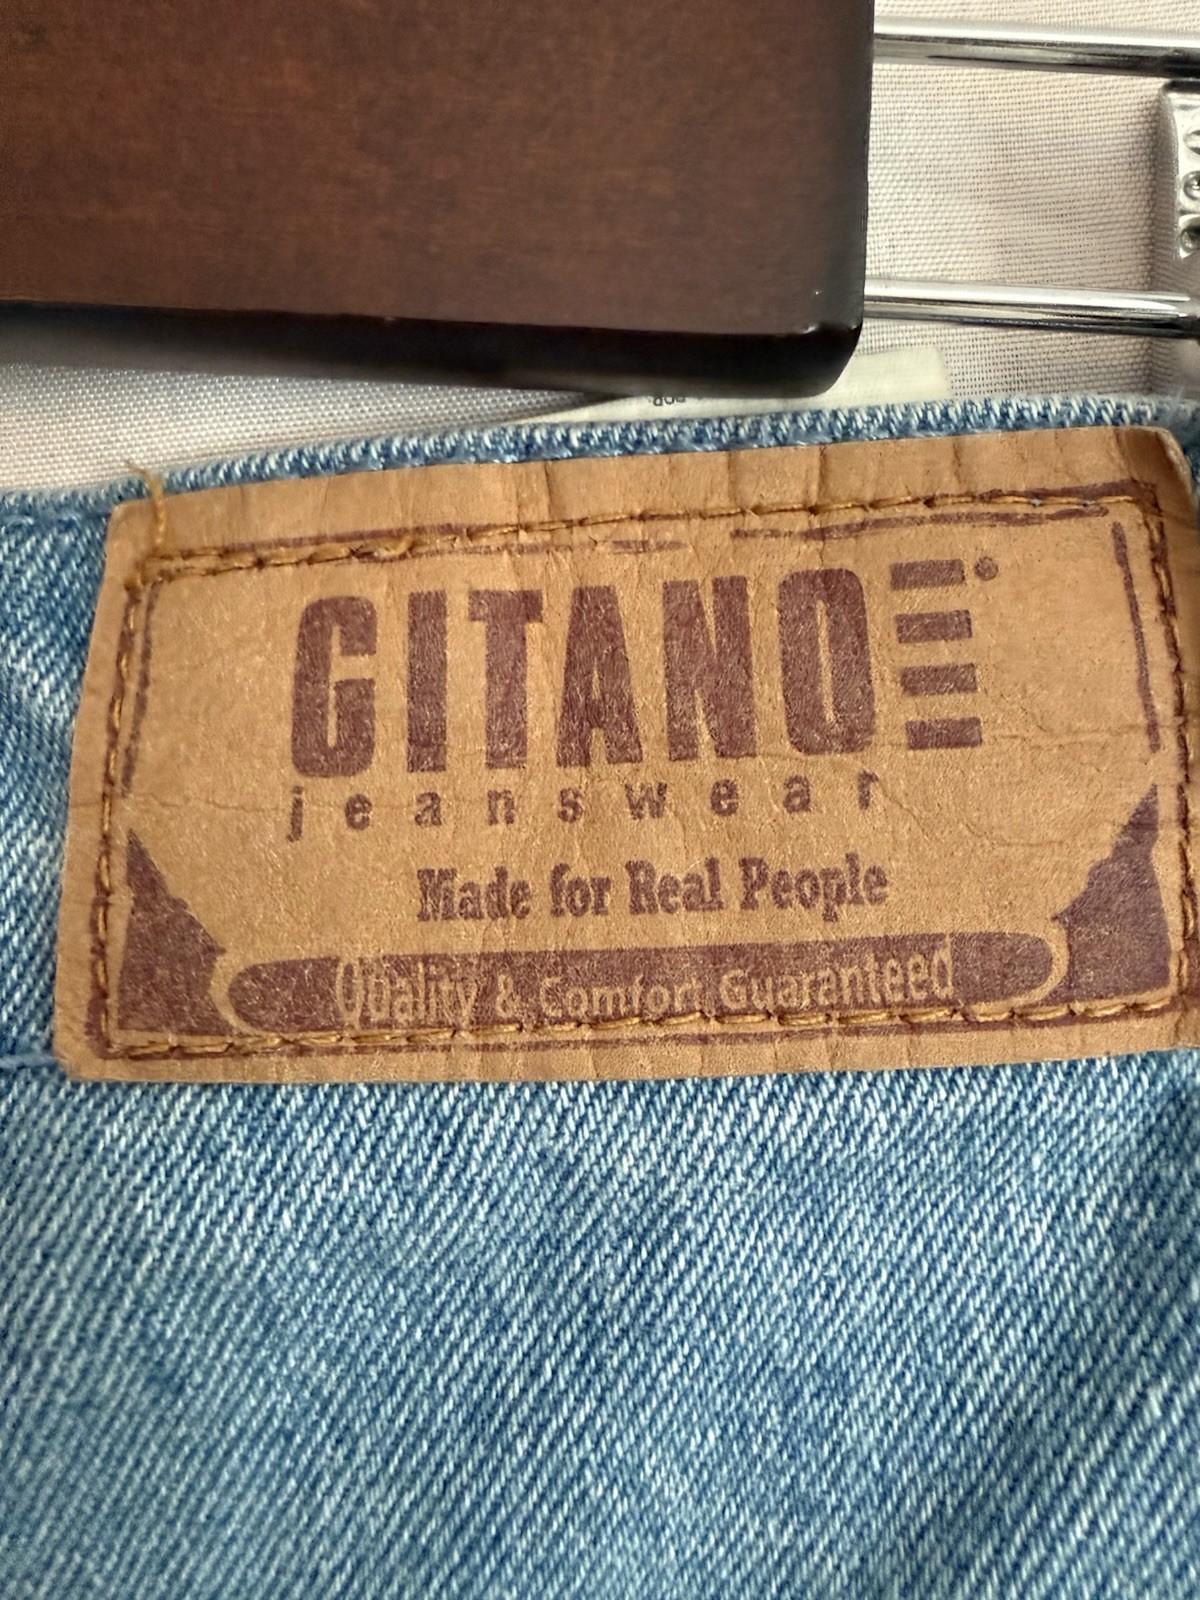 GITANO
jeanswear
Made for Real People
Quality & Comfort Guaranteed